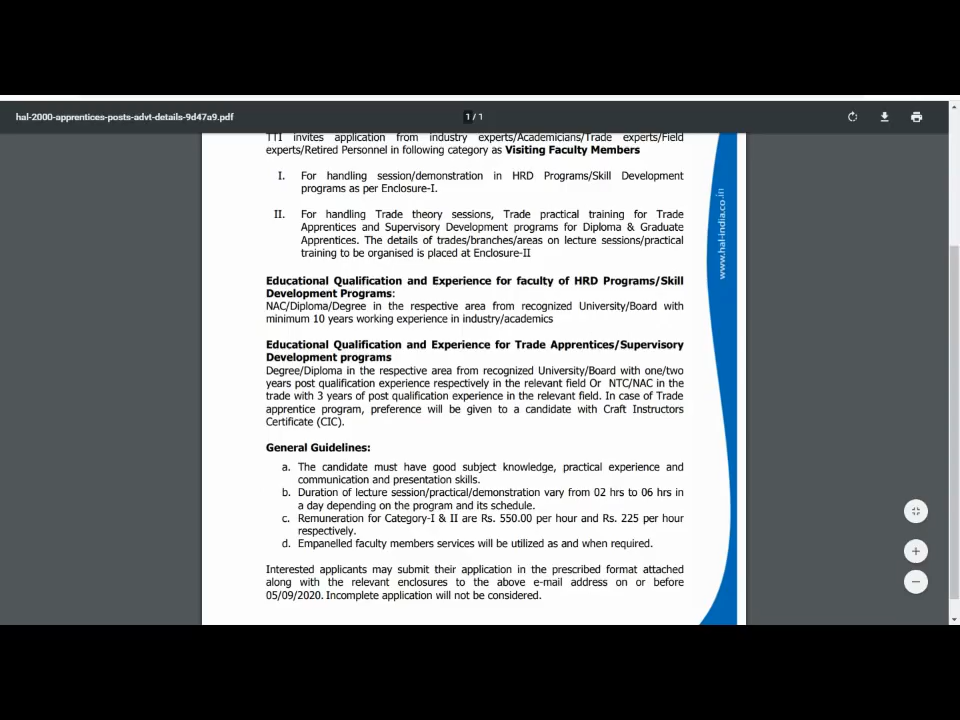 hal-2000-apprentices-posts-advt-details-9d47a9.pdf
1 / 1
TTI invites application from industry experts/Academicians/Trade experts/Field
experts/Retired Personnel in following category as Visiting Faculty Members
I. For handling session/demonstration in HRD Programs/Skill Development
programs as per Enclosure-I.
II. For handling Trade theory sessions, Trade practical training for Trade
Apprentices and Supervisory Development programs for Diploma & Graduate
Apprentices. The details of trades/branches/areas on lecture sessions/practical
training to be organised is placed at Enclosure-II
Educational Qualification and Experience for faculty of HRD Programs/Skill
Development Programs:
NAC/Diploma/Degree in the respective area from recognized University/Board with
minimum 10 years working experience in industry/academics
Educational Qualification and Experience for Trade Apprentices/Supervisory
Development programs
Degree/Diploma in the respective area from recognized University/Board with one/two
years post qualification experience respectively in the relevant field Or NTC/NAC in the
trade with 3 years of post qualification experience in the relevant field. In case of Trade
apprentice program, preference will be given to a candidate with Craft Instructors
Certificate (CIC).
General Guidelines:
a. The candidate must have good subject knowledge, practical experience and
communication and presentation skills.
b. Duration of lecture session/practical/demonstration vary from 02 hrs to 06 hrs in
a day depending on the program and its schedule.
c. Remuneration for Category-I & II are Rs. 550.00 per hour and Rs. 225 per hour
respectively.
d. Empanelled faculty members services will be utilized as and when required.
Interested applicants may submit their application in the prescribed format attached
along with the relevant enclosures to the above e-mail address on or before
05/09/2020. Incomplete application will not be considered.
www.hal-india.co.in